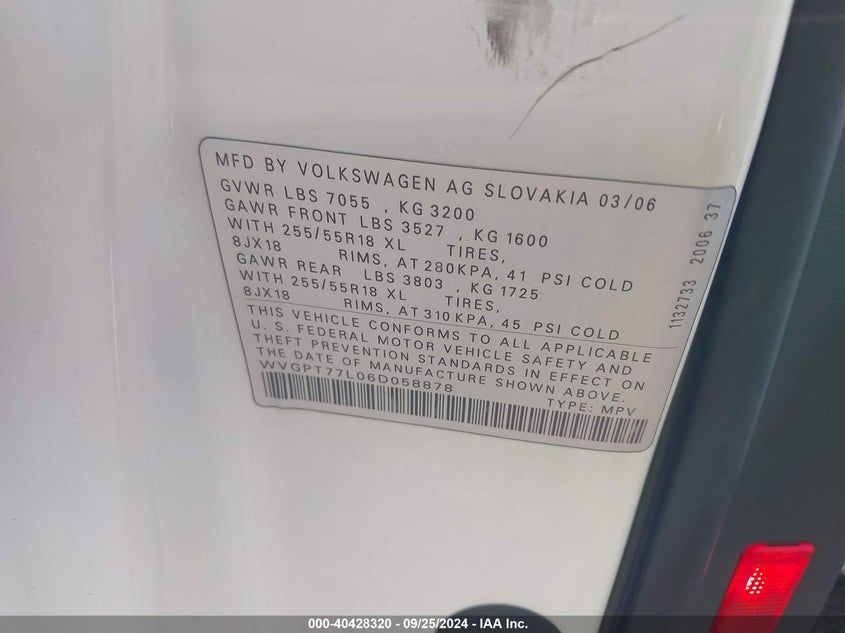 MFD BY VOLKSWAGEN AG SLOVAKIA 03/06
GVWR LBS 7055 , KG 3200
GAWR FRONT LBS 3527 , KG 1600
WITH 255/55R18 XL TIRES,
8JX18 RIMS, AT 280KPA, 41 PSI COLD
GAWR REAR LBS 3803 , KG 1725
WITH 255/55R18 XL TIRES,
8JX18 RIMS, AT 310KPA, 45 PSI COLD
THIS VEHICLE CONFORMS TO ALL APPLICABLE
U. S. FEDERAL MOTOR VEHICLE SAFETY AND
THEFT PREVENTION STANDARDS IN EFFECT ON
THE DATE OF MANUFACTURE SHOWN ABOVE.
WVGPT77L06D058878 TYPE: MPV
1132733 2006 37
000-40428320 - 09/25/2024 - IAA Inc.